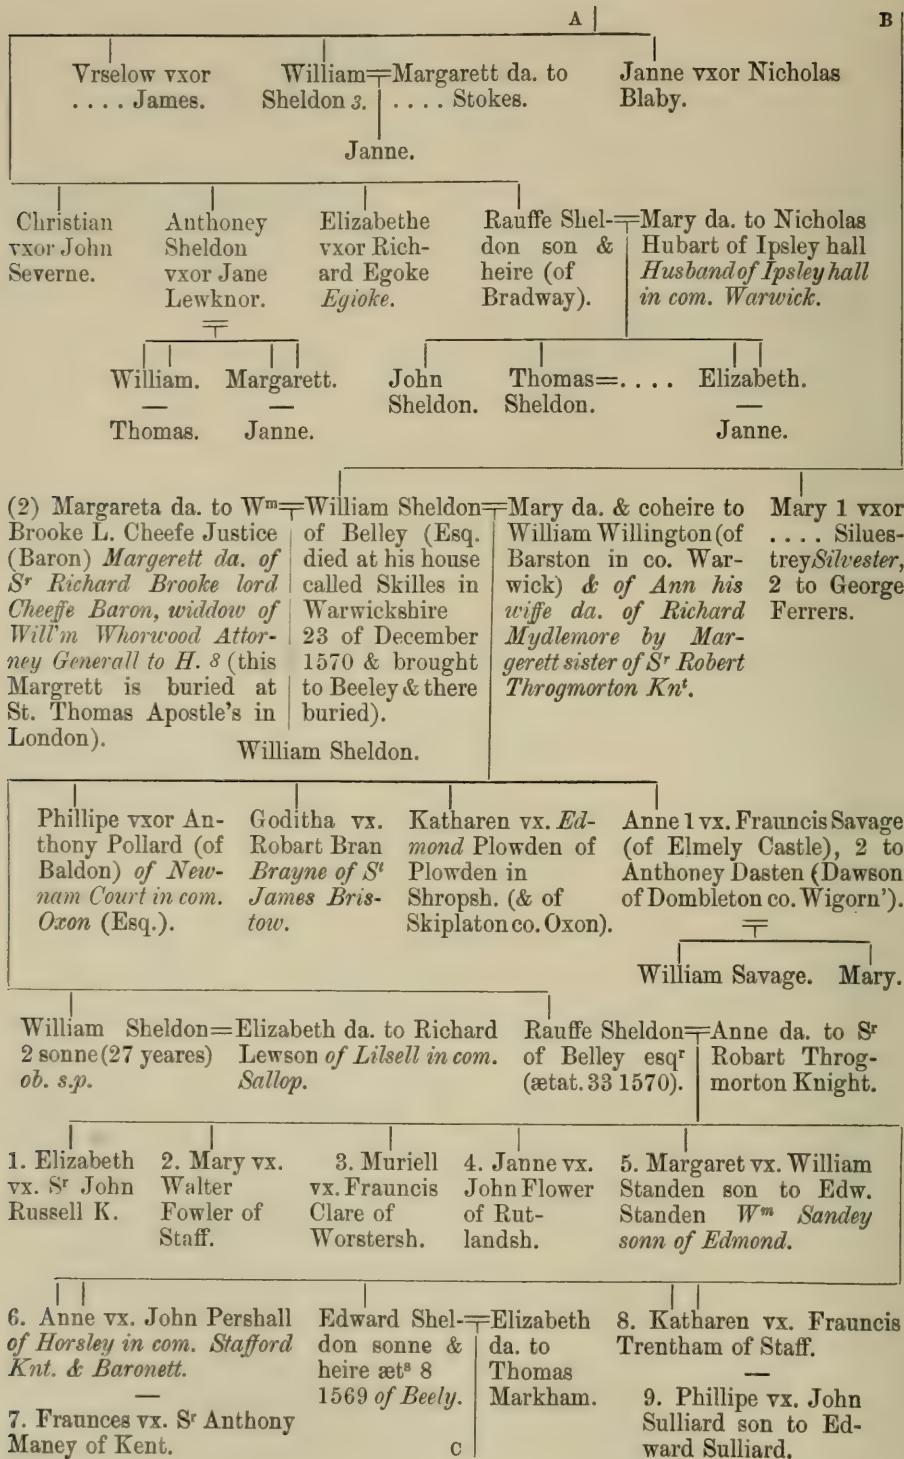 A B
Vrselow vxor
.... James.
William Sheldon 3.
Margarett da. to
.... Stokes.
Janne vxor Nicholas
Blaby.
Janne.
Christian
vxor John
Severne.
Anthoney
Sheldon
vxor Jane
Lewknor.
Elizabethe
vxor Rich-
ard Egoke
Egioke.
Rauffe Shel-
don son &
heire (of
Bradway).
Mary da. to Nicholas
Hubart of Ipsley hall
Husband of Ipsley hall
in com. Warwick.
William.
—
Thomas.
Margarett.
—
Janne.
John
Sheldon.
Thomas=....
Sheldon.
Elizabeth.
—
Janne.
(2) Margareta da. to Wm
Brooke L. Cheefe Justice
(Baron) Margerett da. of
Sr Richard Brooke lord
Cheeffe Baron, widdow of
Will'm Whorwood Attor-
ney Generall to H. 8 (this
Margrett is buried at
St. Thomas Apostle's in
London).
William Sheldon
of Belley (Esq.
died at his house
called Skilles in
Warwickshire
23 of December
1570 & brought
to Beeley & there
buried).
Mary da. & coheire to
William Willington (of
Barston in co. War-
wick) & of Ann his
wiffe da. of Richard
Mydlemore by Mar-
gerett sister of Sr Robert
Throgmorton Knt.
Mary 1 vxor
.... Silues-
trey Silvester,
2 to George
Ferrers.
William Sheldon.
Phillipe vxor An-
thony Pollard (of
Baldon) of New-
nam Court in com.
Oxon (Esq.).
Goditha vx.
Robart Bran
Brayne of St
James Bris-
tow.
Katharen vx. Ed-
mond Plowden of
Plowden in
Shropsh. (& of
Skiplaton co. Oxon).
Anne 1 vx. Frauncis Savage
(of Elmely Castle), 2 to
Anthoney Dasten (Dawson
of Dombleton co. Wigorn').
William Savage. Mary.
William Sheldon=
2 sonne (27 yeares)
ob. s.p.
Elizabeth da. to Richard
Lewson of Lilsell in com.
Sallop.
Rauffe Sheldon
of Belley esqr
(ætat. 33 1570).
Anne da. to Sr
Robart Throg-
morton Knight.
1. Elizabeth
vx. Sr John
Russell K.
2. Mary vx.
Walter
Fowler of
Staff.
3. Muriell
vx. Frauncis
Clare of
Worstersh.
4. Janne vx.
John Flower
of Rut-
landsh.
5. Margaret vx. William
Standen son to Edw.
Standen Wm Sandey
sonn of Edmond.
6. Anne vx. John Pershall
of Horsley in com. Stafford
Knt. & Baronett.
—
7. Fraunces vx. Sr Anthony
Maney of Kent.
Edward Shel-
don sonne &
heire æts 8
1569 of Beely.
C
Elizabeth
da. to
Thomas
Markham.
8. Katharen vx. Frauncis
Trentham of Staff.
—
9. Phillipe vx. John
Sulliard son to Ed-
ward Sulliard.